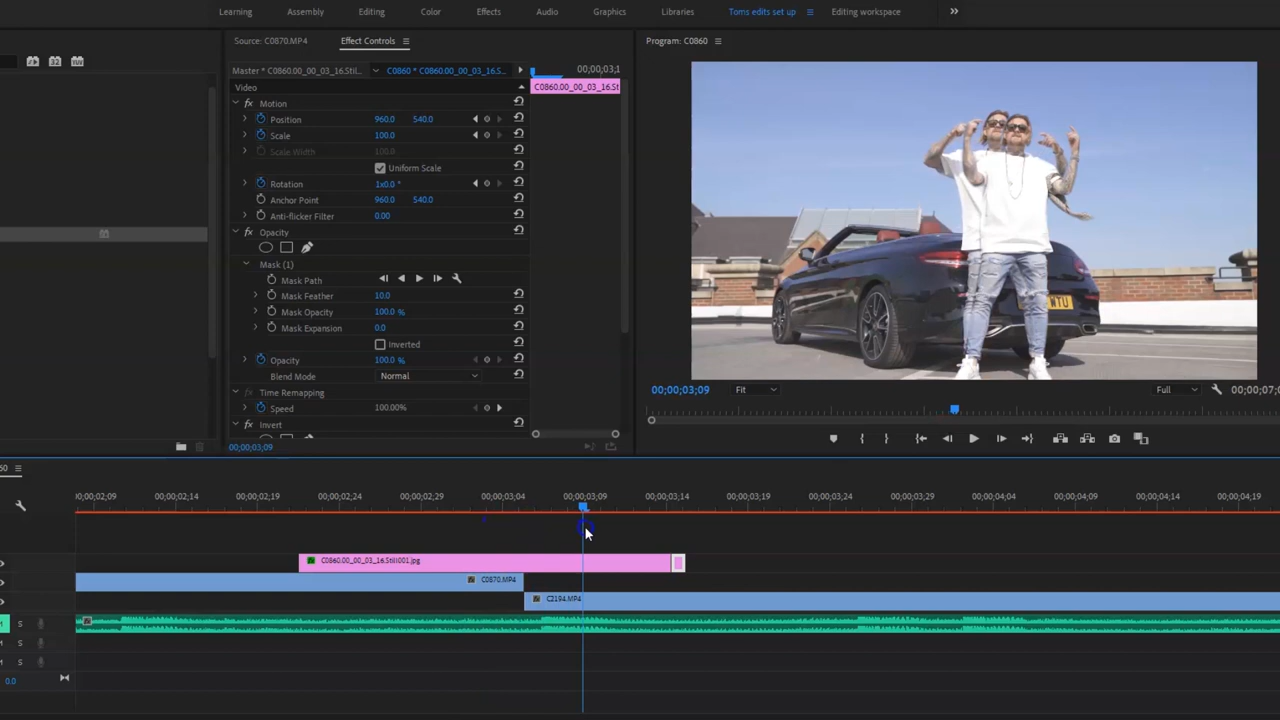 Learning Assembly Editing Color Effects Audio Graphics Libraries Toms edits set up Editing workspace
Source: C0870.MP4 Effect Controls Program: C0860
Master * C0860.00_00_03_16.Stil... C0860 * C0860.00_00_03_16.S... 00;00;03;1
Video C0860.00_00_03_16.St
fx Motion
Position 960.0 540.0
Scale 100.0
Scale Width 100.0
Uniform Scale
Rotation 1x0.0 °
Anchor Point 960.0 540.0
Anti-flicker Filter 0.00
fx Opacity
Mask (1)
Mask Path
Mask Feather 10.0
Mask Opacity 100.0 %
Mask Expansion 0.0
Inverted
Opacity 100.0 %
Blend Mode Normal
fx Time Remapping
Speed 100.00%
fx Invert
00;00;03;09
WTU
00;00;03;09 Fit Full 00;00;07;0
60
0;00;02;09 00;00;02;14 00;00;02;19 00;00;02;24 00;00;02;29 00;00;03;04 00;00;03;09 00;00;03;14 00;00;03;19 00;00;03;24 00;00;03;29 00;00;04;04 00;00;04;09 00;00;04;14 00;00;04;19
C0860.00_00_03_16.Still001.jpg
C0870.MP4
C2194.MP4
M S
S
S
0.0